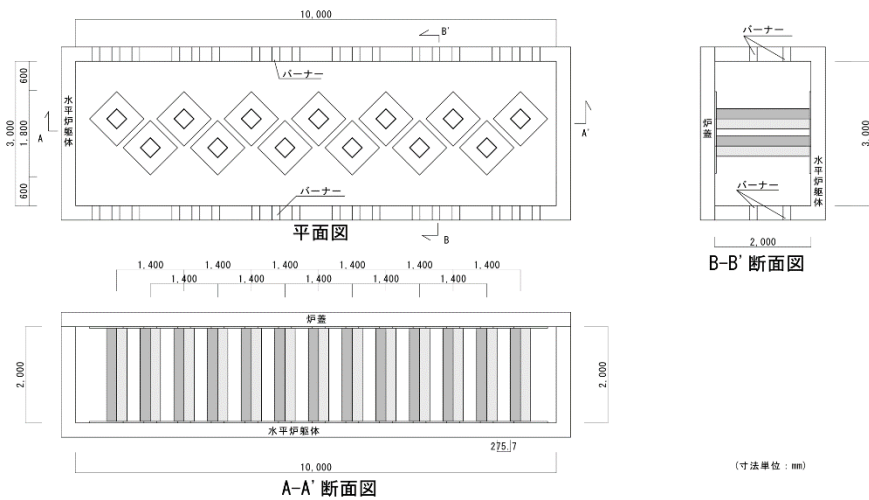 10,000
B'
バーナー
600
1,800
600
3,000
A
A'
水平炉躯体
バーナー
B
平面図
バーナー
炉蓋
水平炉躯体
バーナー
3,000
2,000
B-B' 断面図
1,400 1,400 1,400 1,400 1,400 1,400
1,400 1,400 1,400 1,400 1,400
炉蓋
2,000
2,000
水平炉躯体
275.7
10,000
A-A' 断面図
(寸法単位：mm)